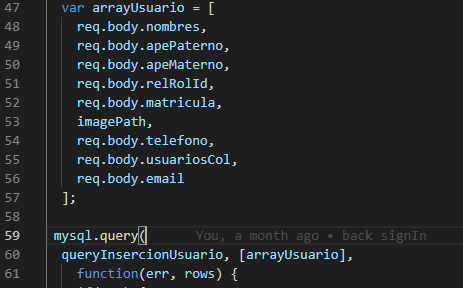 47 var arrayUsuario = [
48 req.body.nombres,
49 req.body.apePaterno,
50 req.body.apeMaterno,
51 req.body.relRolId,
52 req.body.matricula,
53 imagePath,
54 req.body.telefono,
55 req.body.usuariosCol,
56 req.body.email
57 ];
58
59 mysql.query( You, a month ago • back signIn
60 queryInsercionUsuario, [arrayUsuario],
61 function(err, rows) {